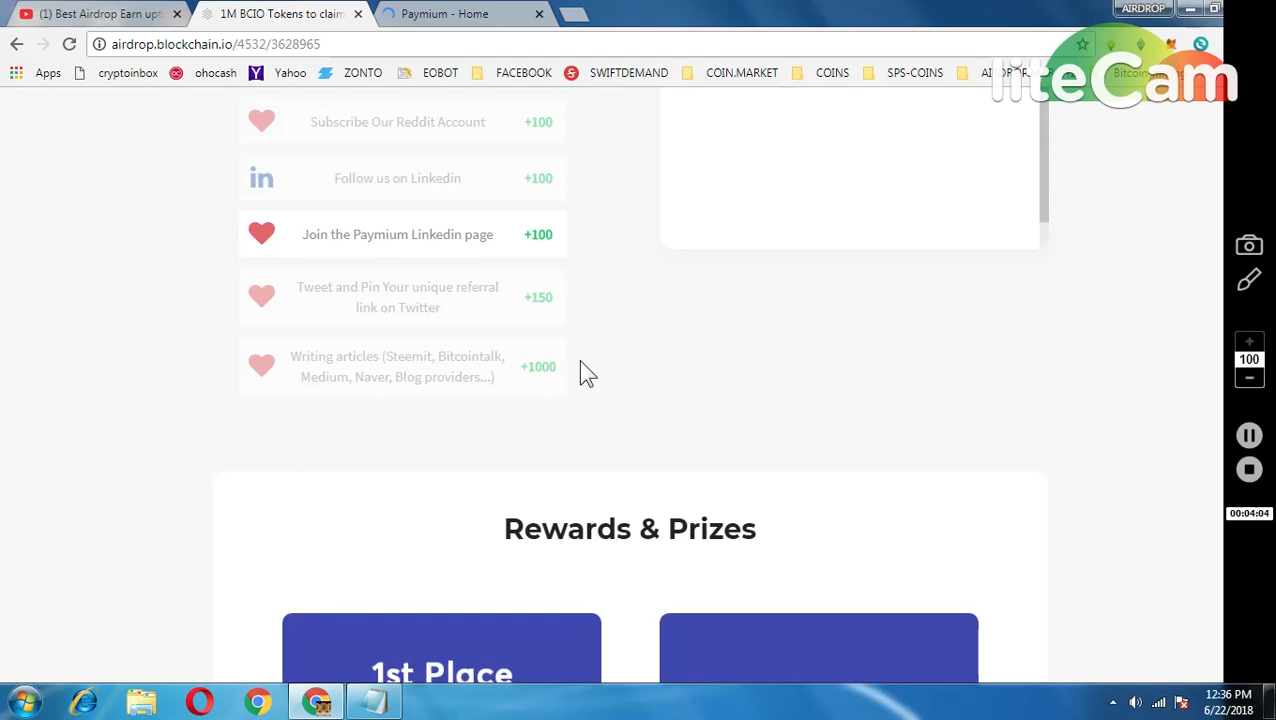 (1) Best Airdrop Earn upt
1M BCIO Tokens to claim
Paymium - Home
AIRDROP
airdrop.blockchain.io/4532/3628965
Apps
cryptoinbox
ohocash
Yahoo
EOBOT
FACEBOOK
SWIFTDEMAND
COIN.MARKET
COINS
SPS-COINS
liteCam
Subscribe Our Reddit Account
+100
Follow us on Linkedin
+100
Join the Paymium Linkedin page
+100
Tweet and Pin Your unique referral
link on Twitter
+150
Writing articles (Steemit, Bitcointalk,
Medium, Naver, Blog providers...)
+1000
Rewards & Prizes
1st Place
100
00:04:04
12:36 PM
6/22/2018